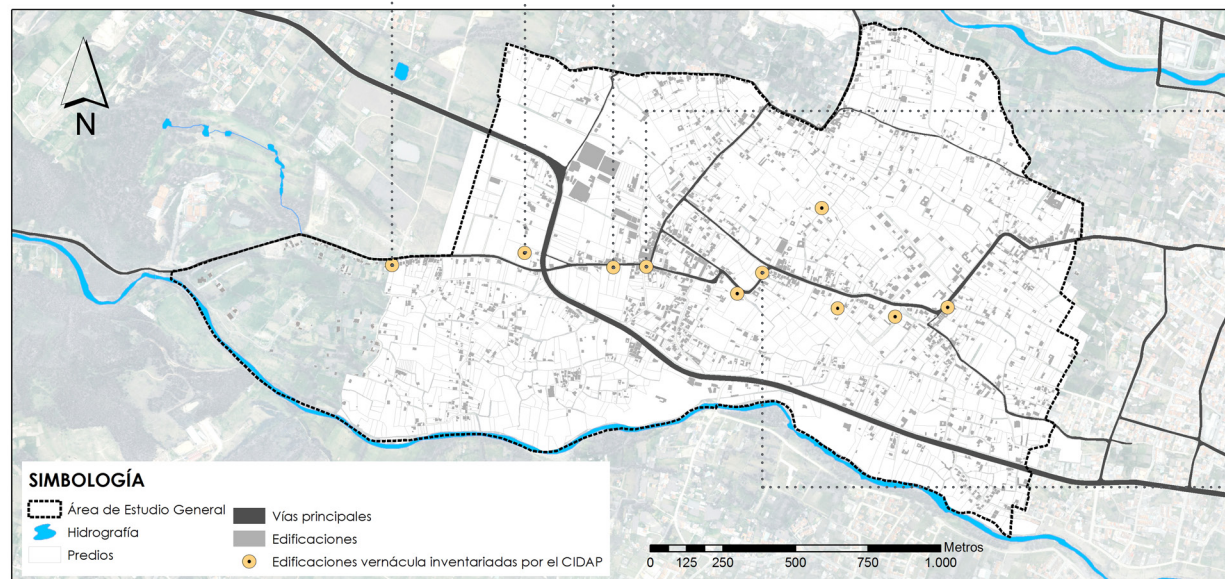 N
SIMBOLOGÍA
Área de Estudio General
Hidrografía
Predios
Vías principales
Edificaciones
Edificaciones vernácula inventariadas por el CIDAP
Metros
0 125 250 500 750 1.000